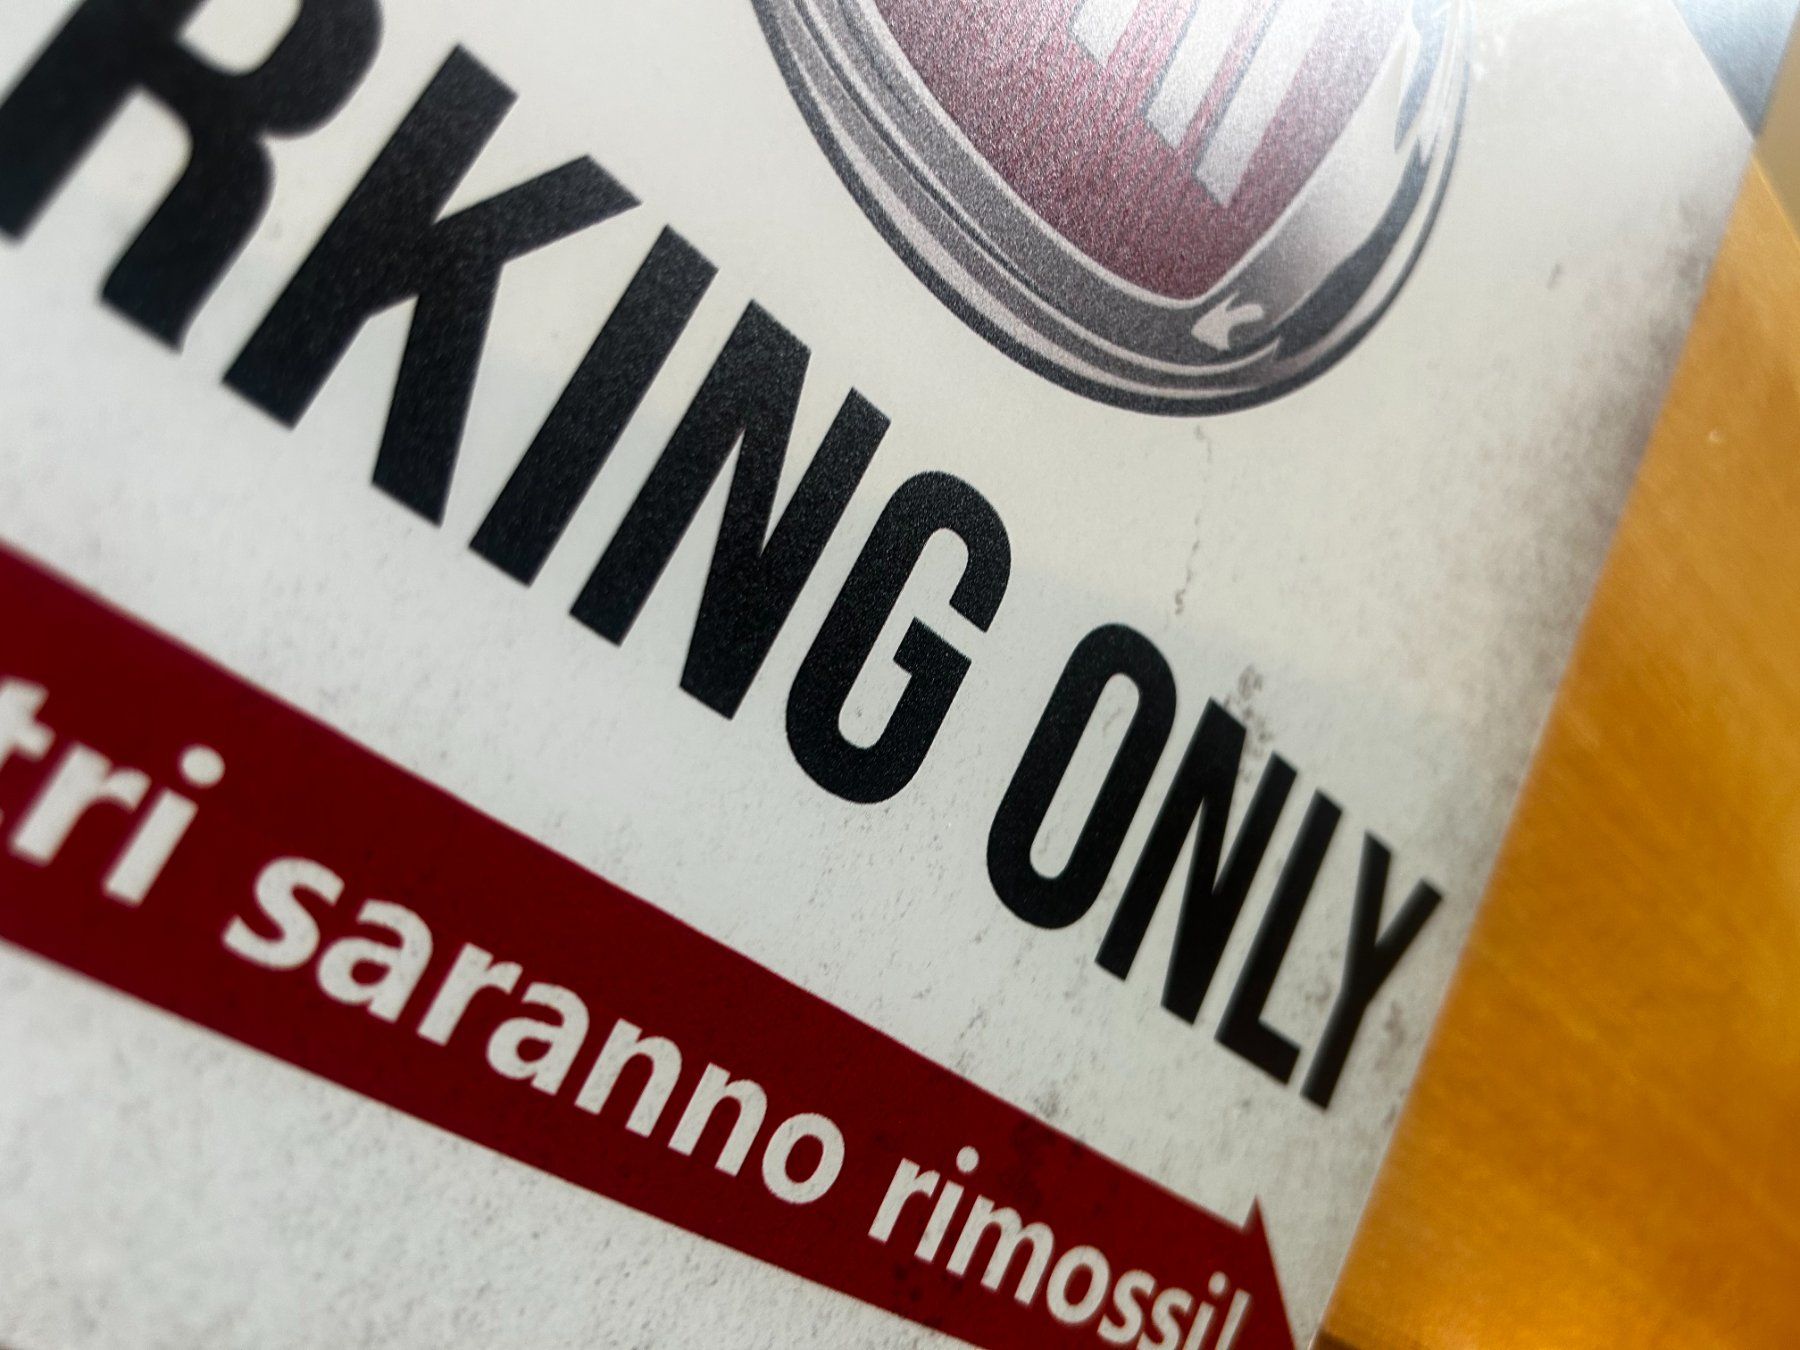 RKING ONLY
tri saranno rimossi!